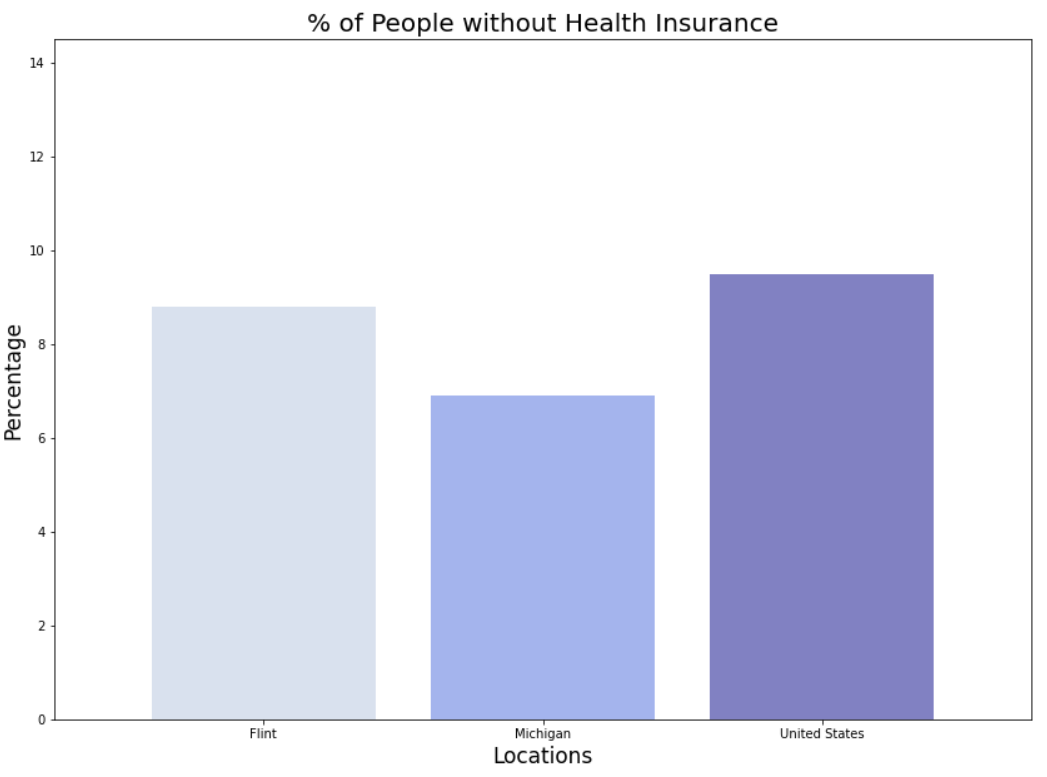 % of People without Health Insurance
14
12
10
8
6
4
2
0
Percentage
Flint Michigan United States
Locations